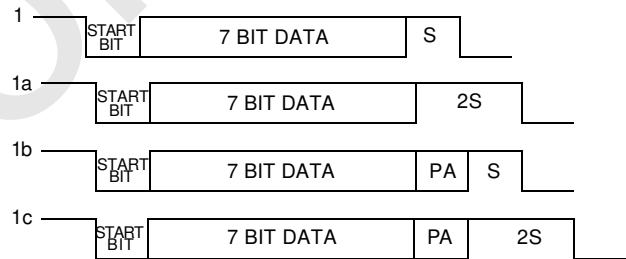 1
START
BIT
7 BIT DATA
S
1a
START
BIT
7 BIT DATA
2S
1b
START
BIT
7 BIT DATA
PA
S
1c
START
BIT
7 BIT DATA
PA
2S